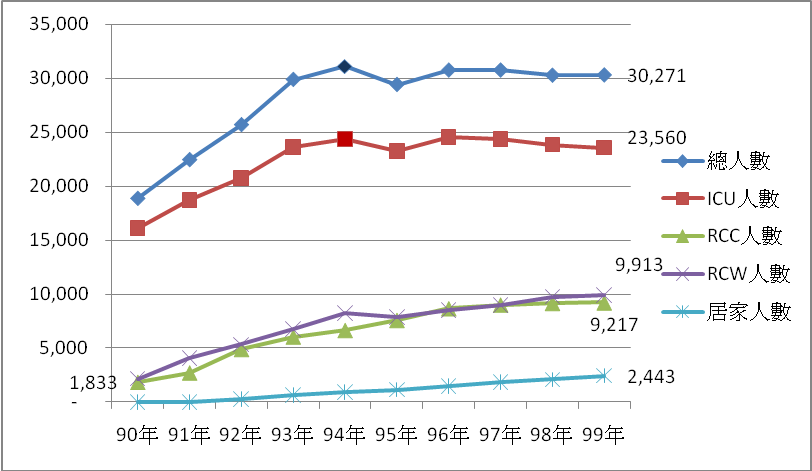 35,000
30,000
25,000
20,000
15,000
10,000
5,000
-
30,271
23,560
9,913
9,217
2,443
1,833
90年 91年 92年 93年 94年 95年 96年 97年 98年 99年
總人數
ICU人數
RCC人數
RCW人數
居家人數